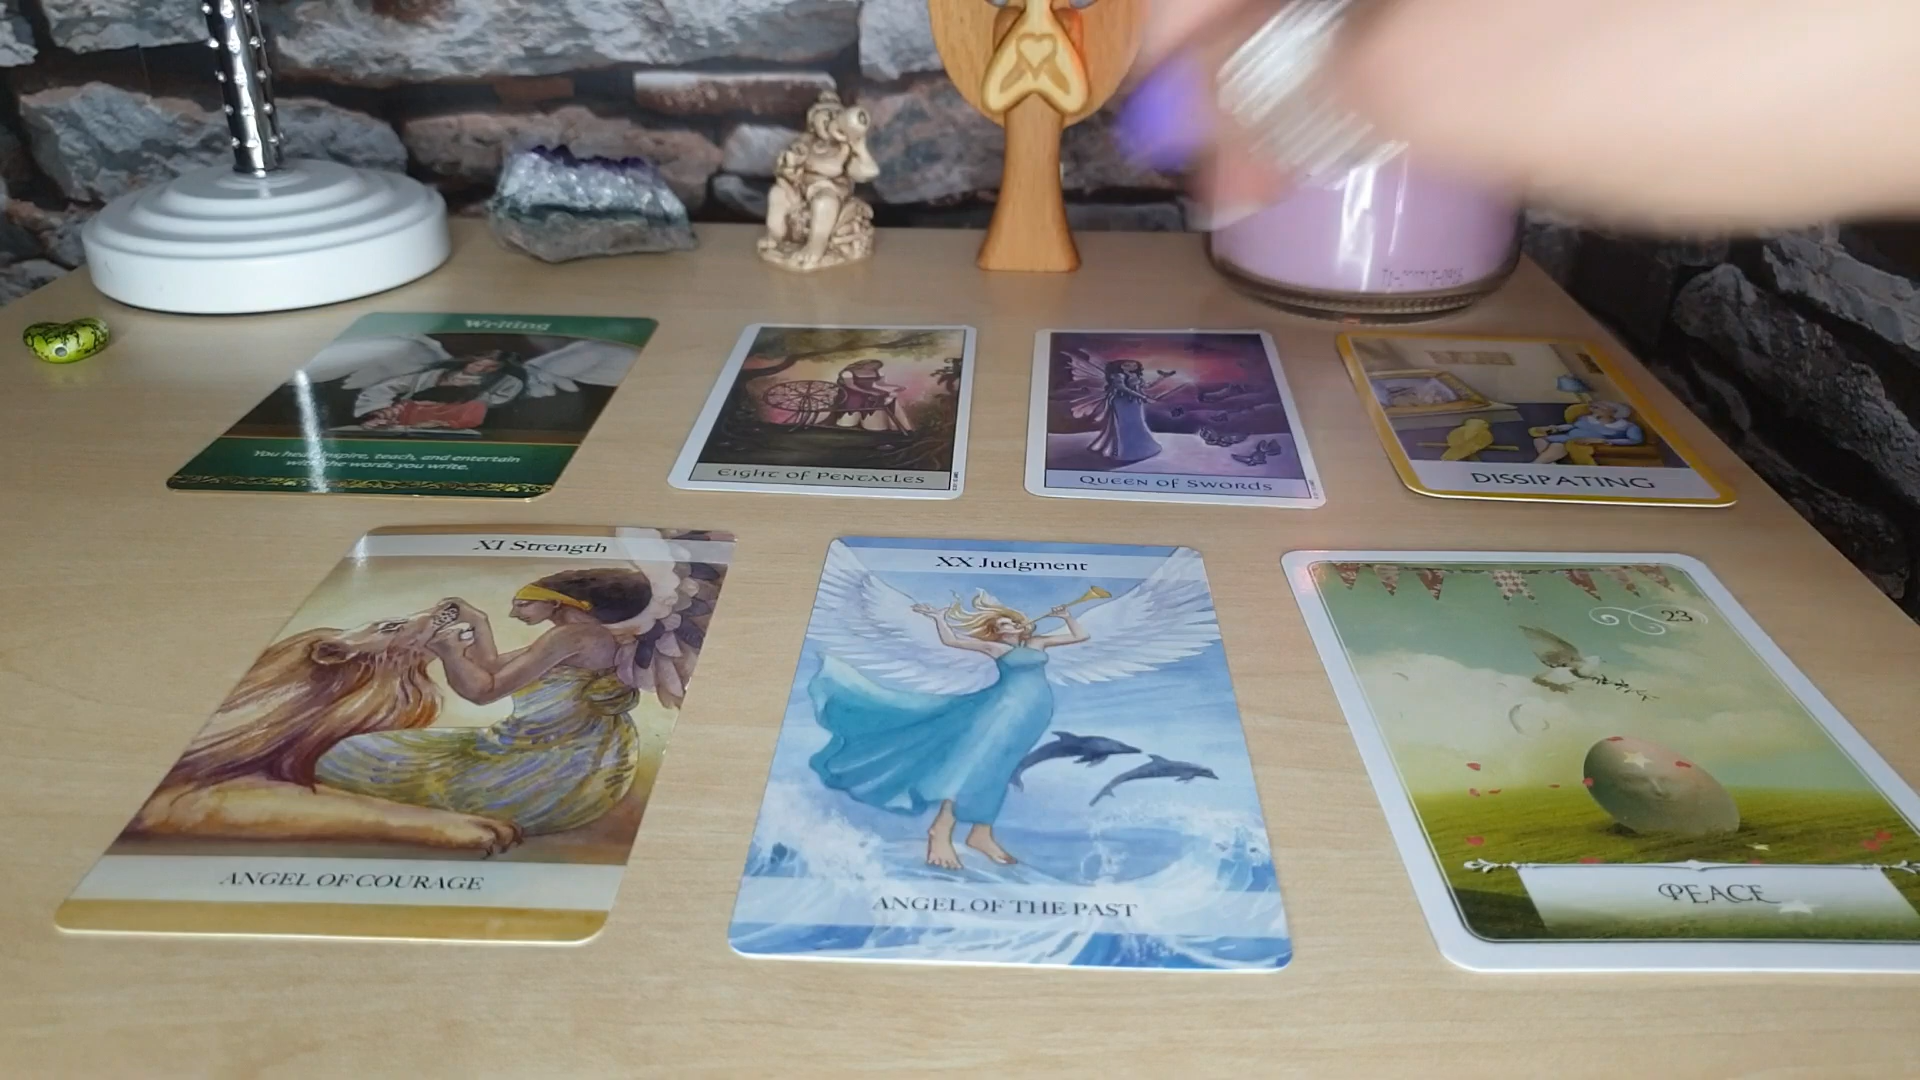 Writing
You heal, inspire, teach, and entertain
with the words you write.
EIGHT OF PENTACLES
QUEEN OF SWORDS
DISSIPATING
XI Strength
ANGEL OF COURAGE
XX Judgment
ANGEL OF THE PAST
23
PEACE